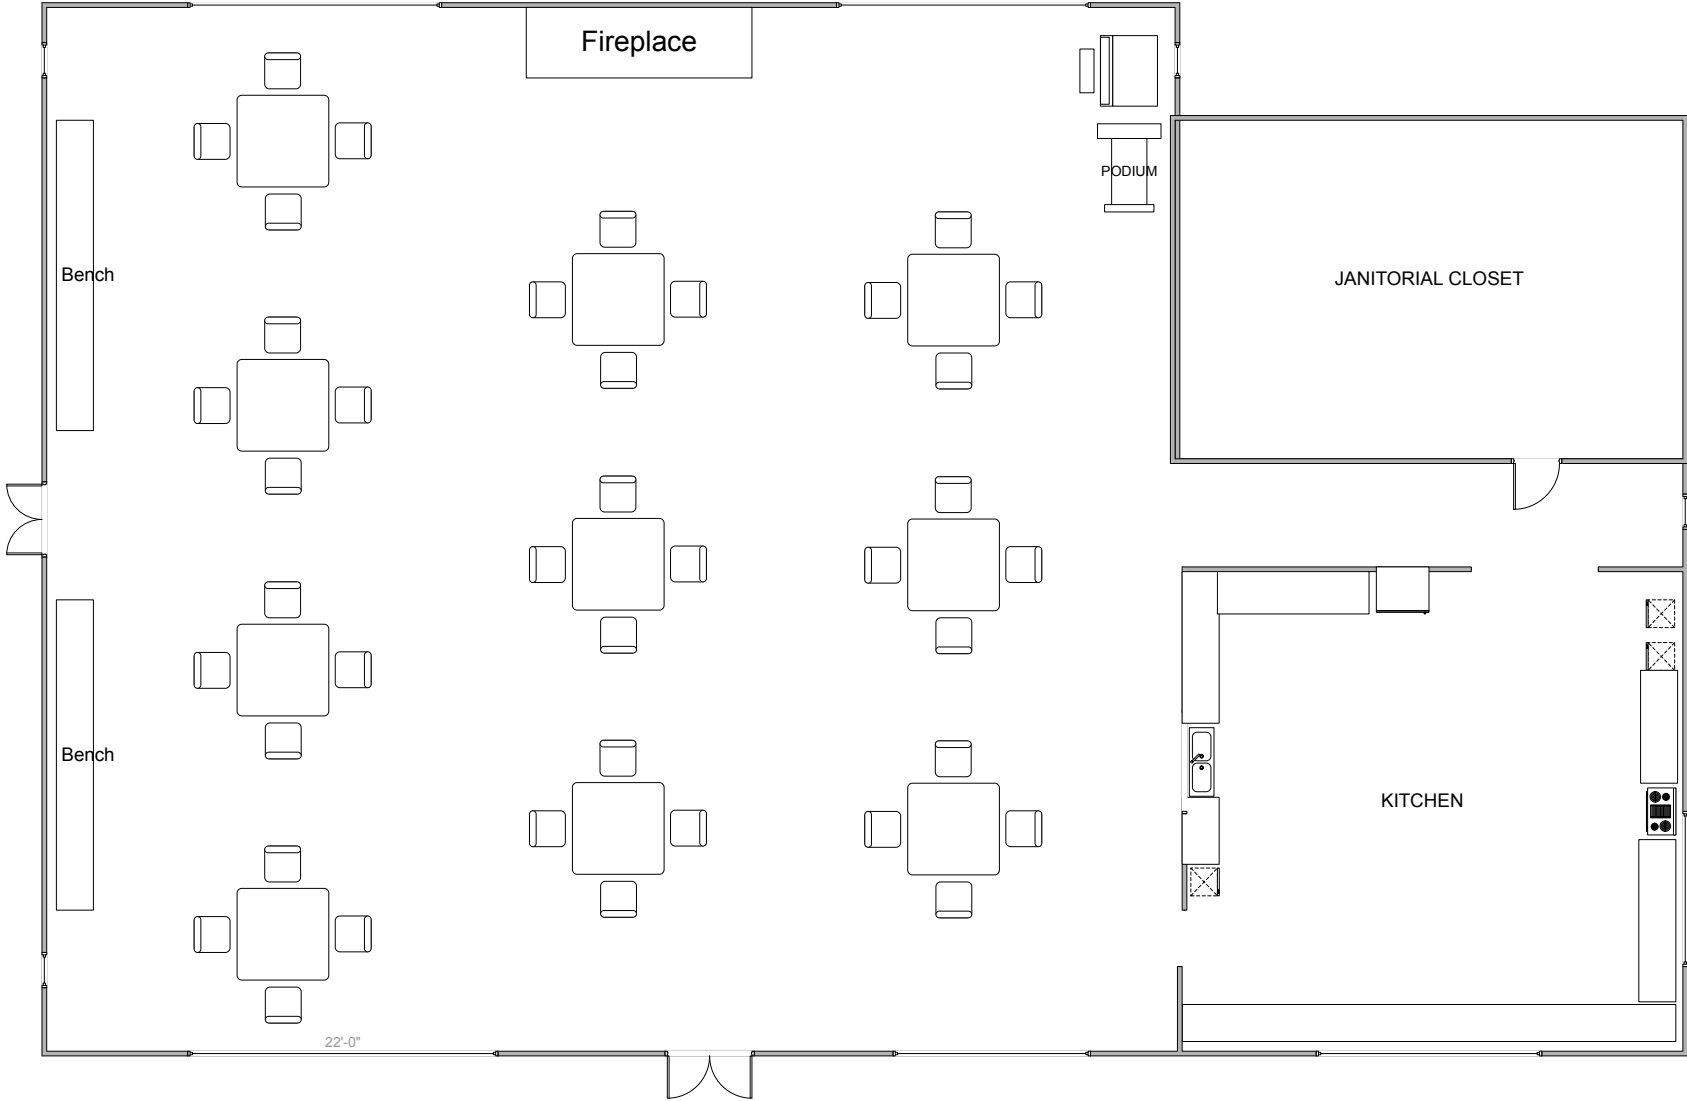 Fireplace
PODIUM
Bench
JANITORIAL CLOSET
Bench
KITCHEN
22'-0"